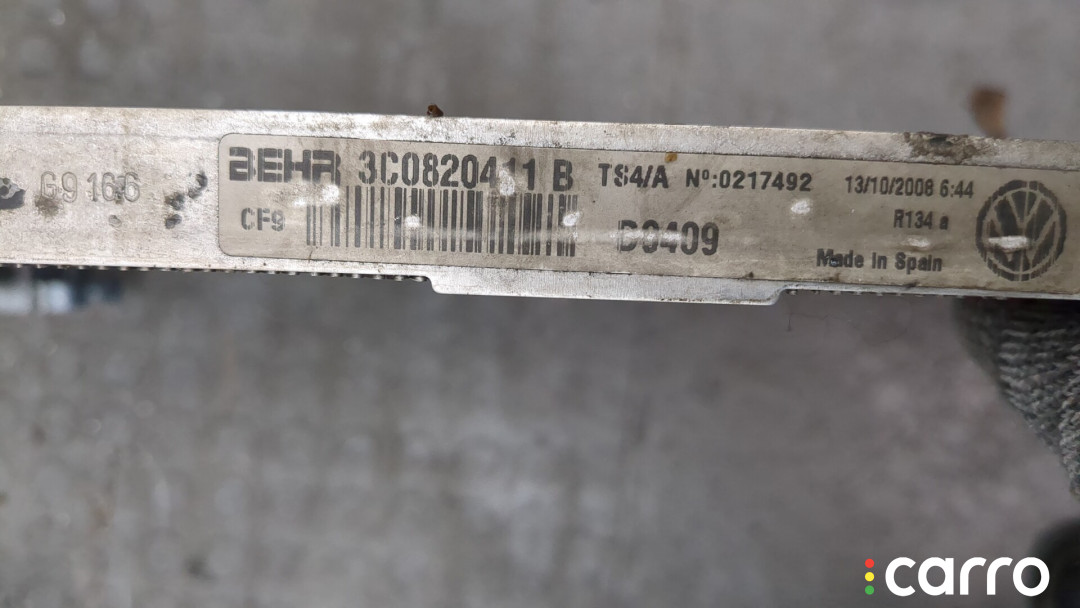 G9166
BEHR 3C0820411 B TS4/A Nº:0217492 13/10/2008 6:44
CF9 D0409 R134 a
Made in Spain
carro